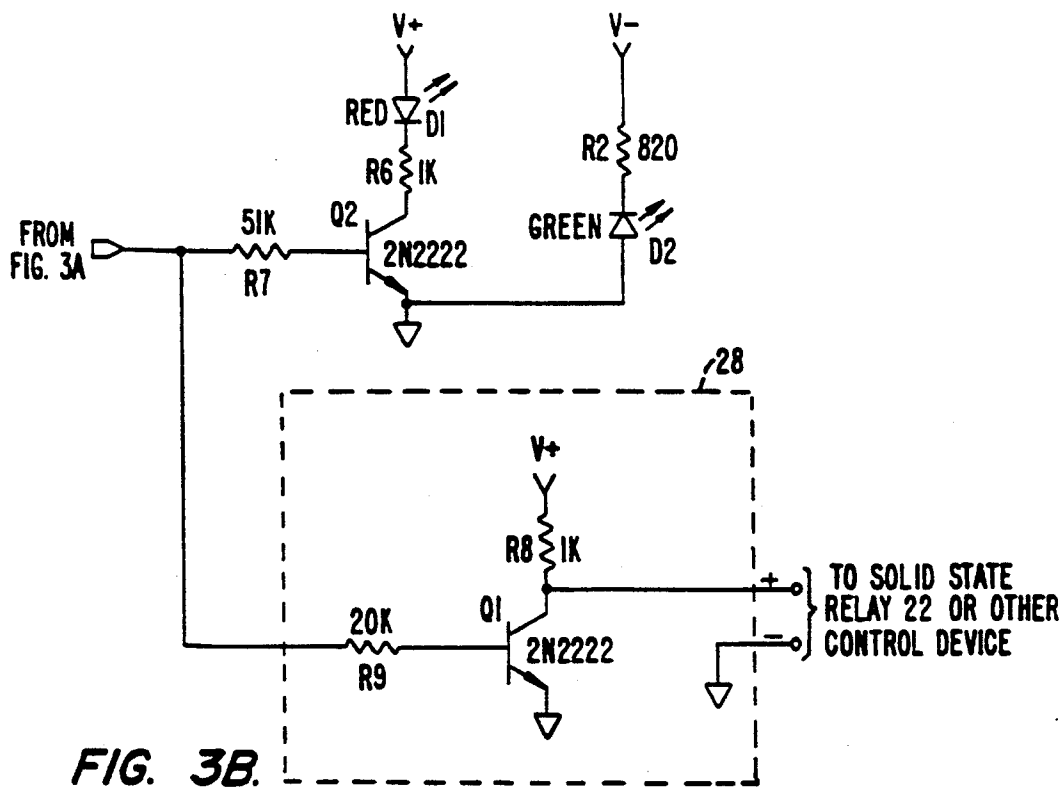 V+
V-
RED
D1
R2 820
R6 1K
51K
Q2
GREEN
FROM
FIG. 3A
2N2222
D2
R7
28
V+
R8 1K
+
TO SOLID STATE
RELAY 22 OR OTHER
CONTROL DEVICE
-
20K
Q1
2N2222
R9
FIG. 3B.